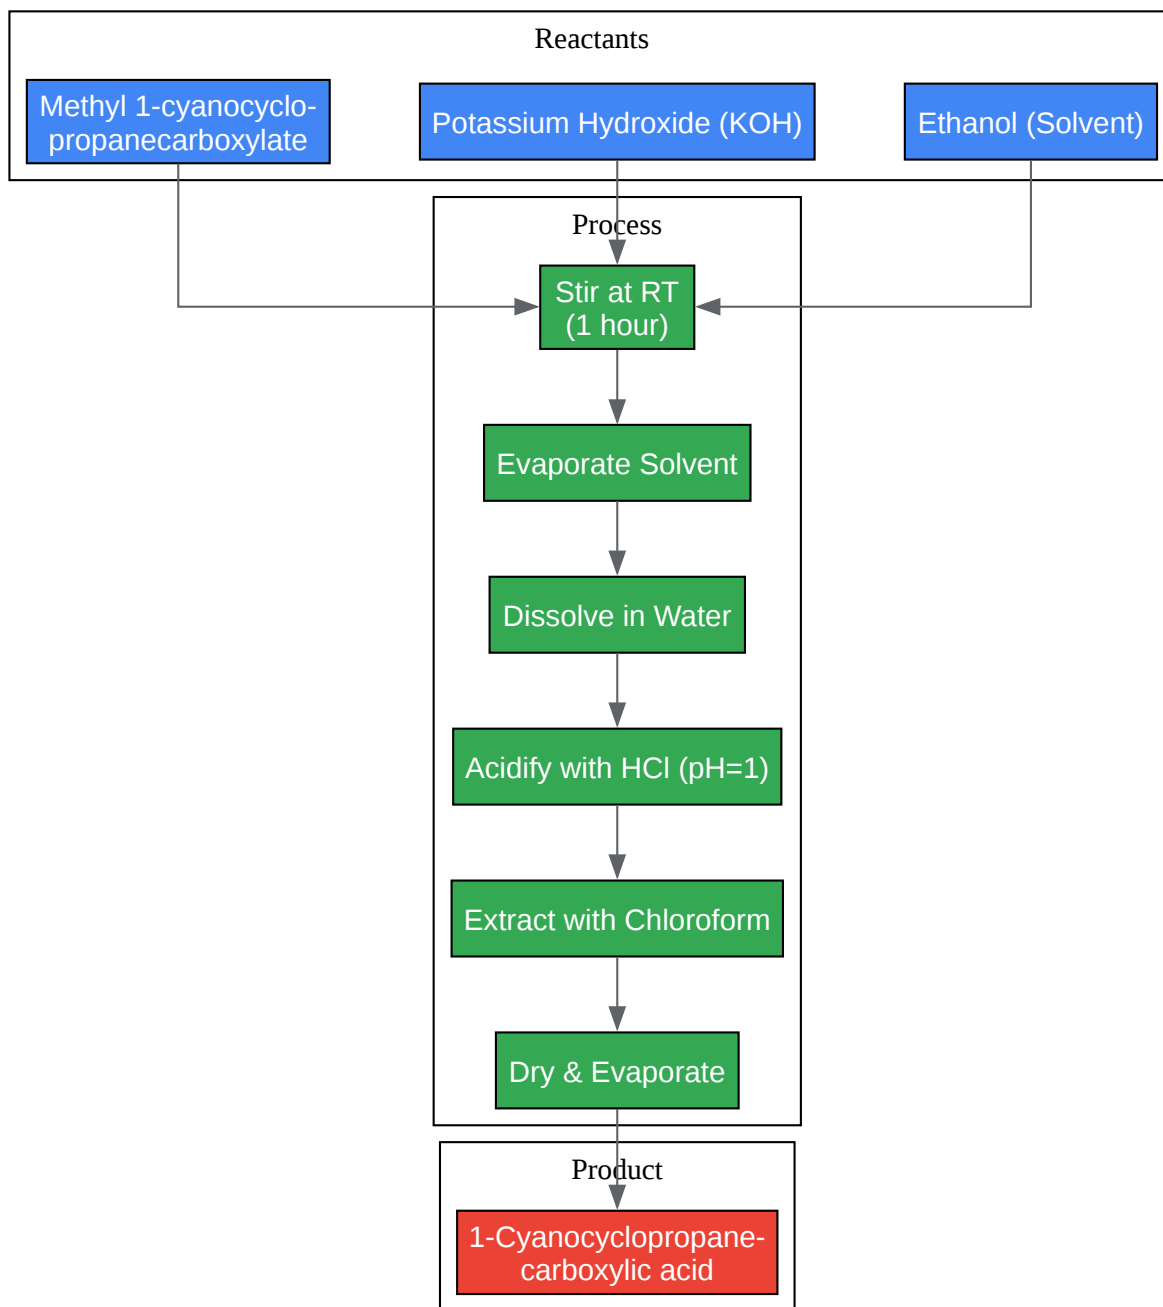 Reactants
Methyl 1-cyanocyclo-
propanecarboxylate
Potassium Hydroxide (KOH)
Ethanol (Solvent)
Process
Stir at RT
(1 hour)
Evaporate Solvent
Dissolve in Water
Acidify with HCl (pH=1)
Extract with Chloroform
Dry & Evaporate
Product
1-Cyanocyclopropane-
carboxylic acid